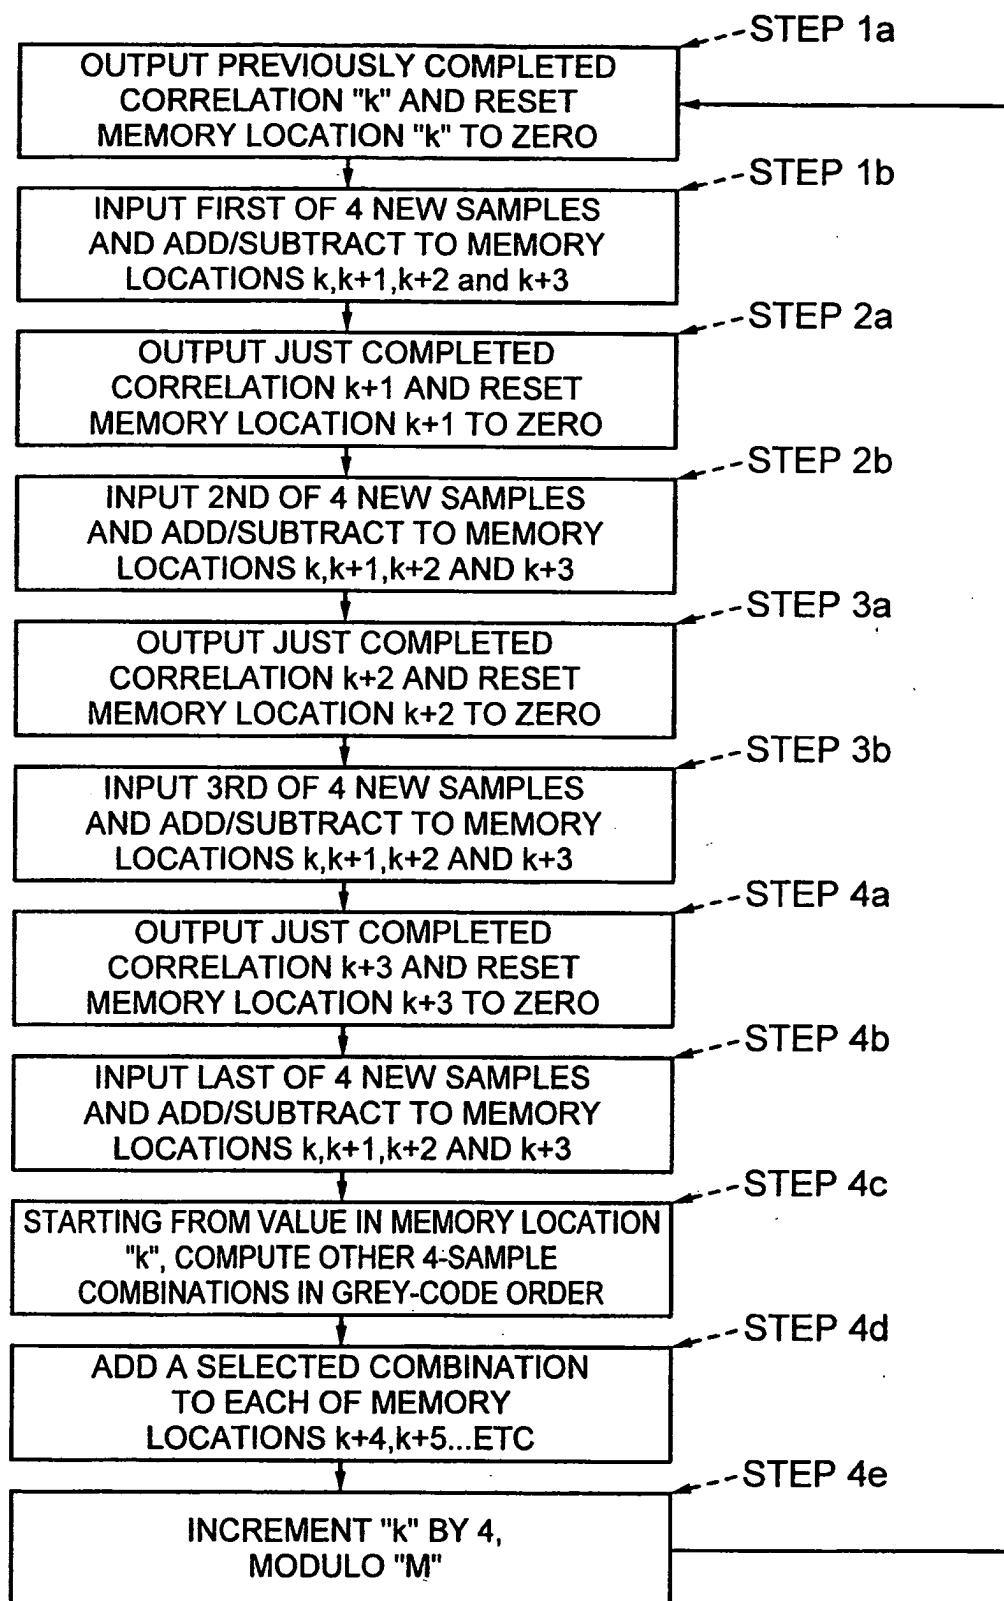 STEP 1a
OUTPUT PREVIOUSLY COMPLETED
CORRELATION "k" AND RESET
MEMORY LOCATION "k" TO ZERO
STEP 1b
INPUT FIRST OF 4 NEW SAMPLES
AND ADD/SUBTRACT TO MEMORY
LOCATIONS k,k+1,k+2 and k+3
STEP 2a
OUTPUT JUST COMPLETED
CORRELATION k+1 AND RESET
MEMORY LOCATION k+1 TO ZERO
STEP 2b
INPUT 2ND OF 4 NEW SAMPLES
AND ADD/SUBTRACT TO MEMORY
LOCATIONS k,k+1,k+2 AND k+3
STEP 3a
OUTPUT JUST COMPLETED
CORRELATION k+2 AND RESET
MEMORY LOCATION k+2 TO ZERO
STEP 3b
INPUT 3RD OF 4 NEW SAMPLES
AND ADD/SUBTRACT TO MEMORY
LOCATIONS k,k+1,k+2 AND k+3
STEP 4a
OUTPUT JUST COMPLETED
CORRELATION k+3 AND RESET
MEMORY LOCATION k+3 TO ZERO
STEP 4b
INPUT LAST OF 4 NEW SAMPLES
AND ADD/SUBTRACT TO MEMORY
LOCATIONS k,k+1,k+2 AND k+3
STEP 4c
STARTING FROM VALUE IN MEMORY LOCATION
"k", COMPUTE OTHER 4-SAMPLE
COMBINATIONS IN GREY-CODE ORDER
STEP 4d
ADD A SELECTED COMBINATION
TO EACH OF MEMORY
LOCATIONS k+4,k+5...ETC
STEP 4e
INCREMENT "k" BY 4,
MODULO "M"